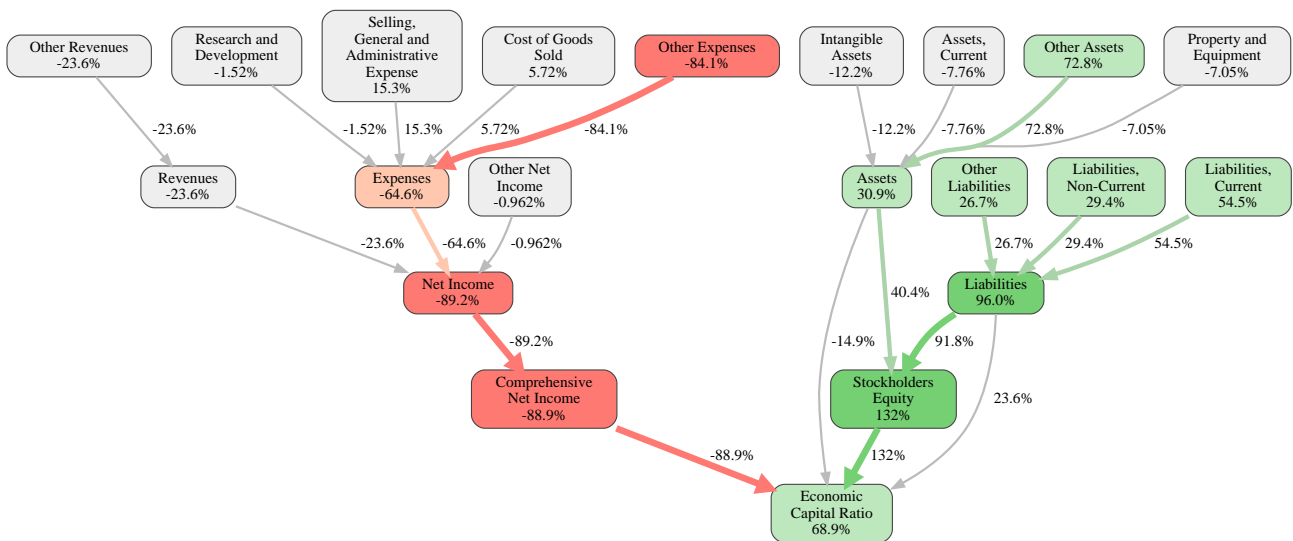 Other Revenues
-23.6%
Research and
Development
-1.52%
Selling,
General and
Administrative
Expense
15.3%
Cost of Goods
Sold
5.72%
Other Expenses
-84.1%
Intangible
Assets
-12.2%
Assets,
Current
-7.76%
Other Assets
72.8%
Property and
Equipment
-7.05%
-23.6%
-1.52%
15.3%
5.72%
-84.1%
-12.2%
-7.76%
72.8%
-7.05%
Revenues
-23.6%
Expenses
-64.6%
Other Net
Income
-0.962%
Assets
30.9%
Other
Liabilities
26.7%
Liabilities,
Non-Current
29.4%
Liabilities,
Current
54.5%
-23.6%
-64.6%
-0.962%
26.7%
29.4%
54.5%
Net Income
-89.2%
40.4%
Liabilities
96.0%
-89.2%
-14.9%
91.8%
Comprehensive
Net Income
-88.9%
Stockholders
Equity
132%
23.6%
-88.9%
132%
Economic
Capital Ratio
68.9%